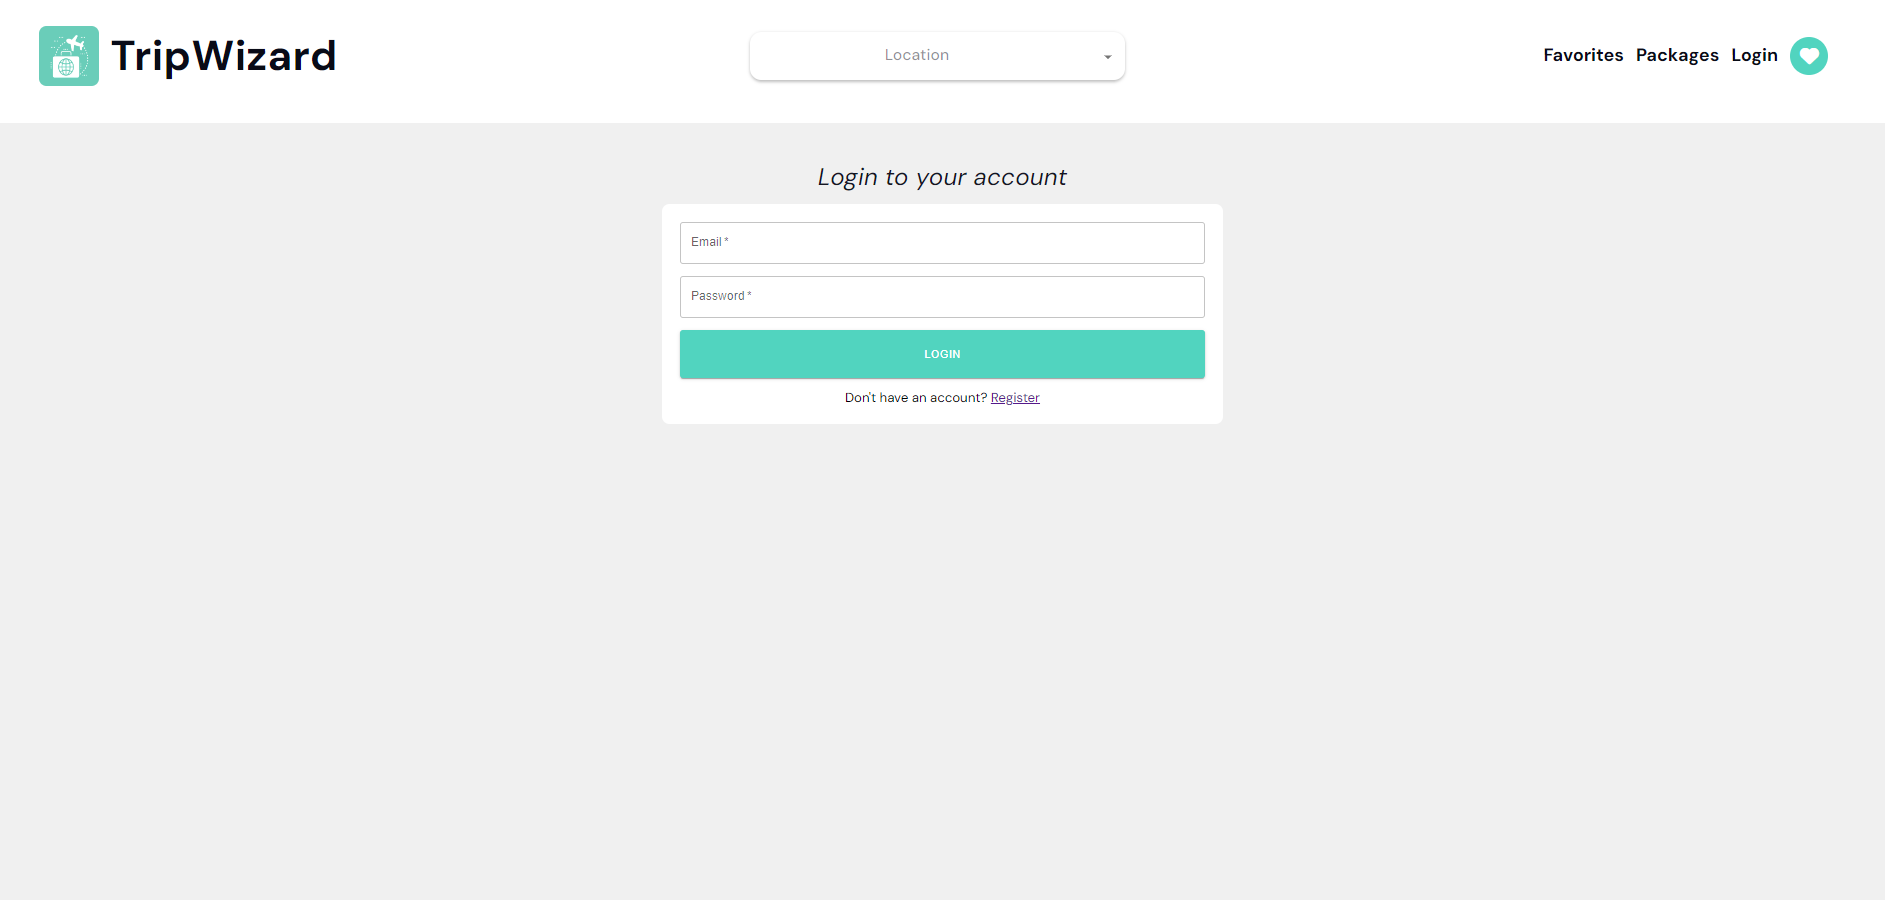 TripWizard
Location
Favorites Packages Login
Login to your account
Email *
Password *
LOGIN
Don't have an account? Register